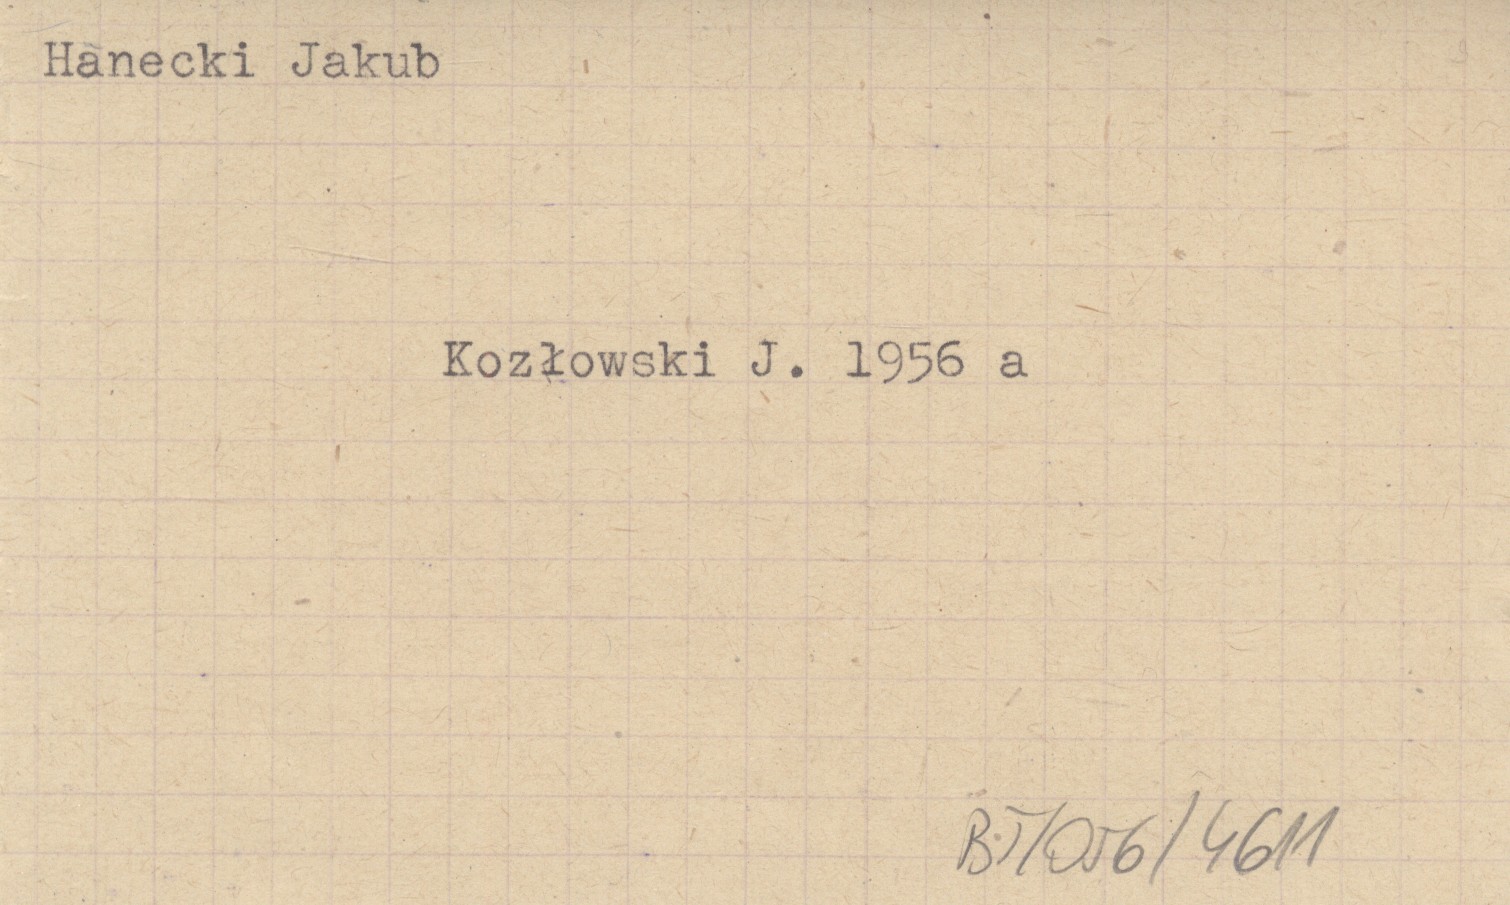 Hanecki Jakub
Kozłowski J. 1956 a
B.I/056/4611